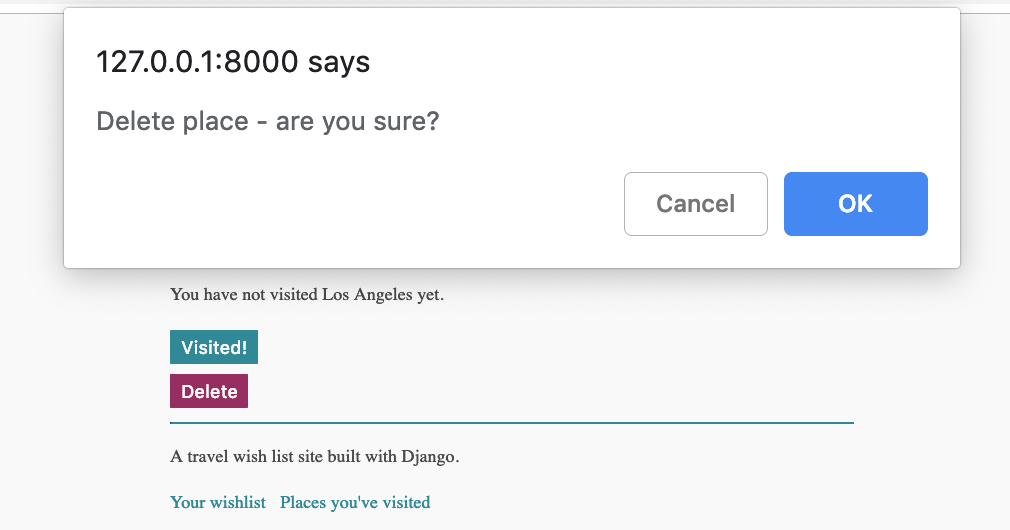 127.0.0.1:8000 says
Delete place - are you sure?
Cancel OK
You have not visited Los Angeles yet.
Visited!
Delete
A travel wish list site built with Django.
Your wishlist Places you've visited